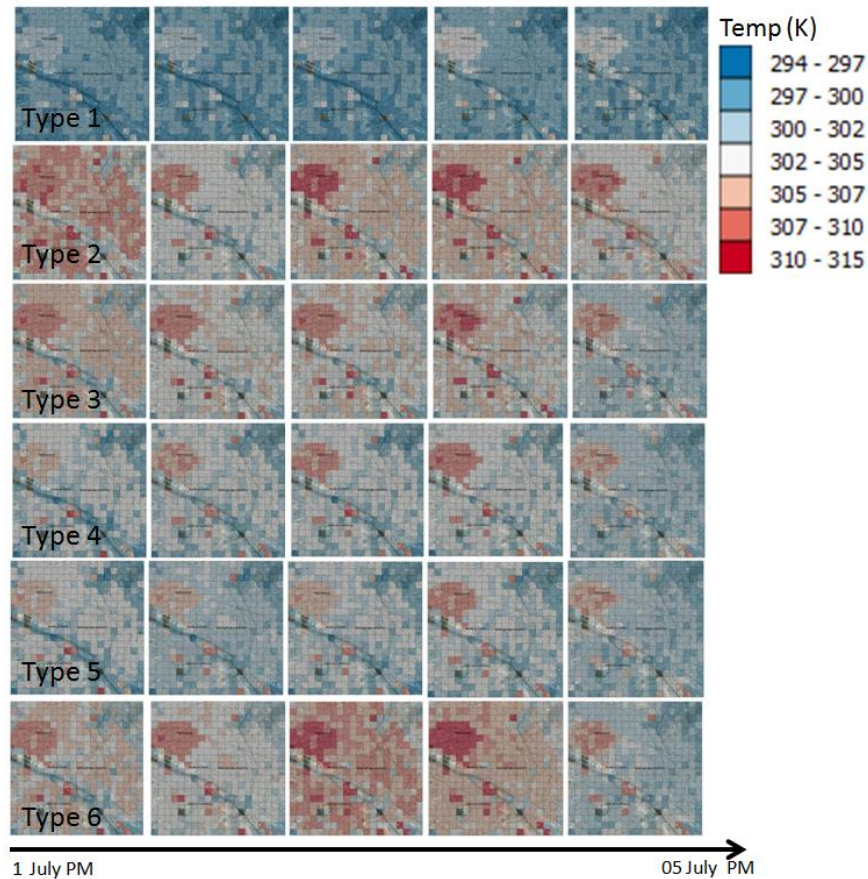 Temp (K)
294 - 297
297 - 300
300 - 302
302 - 305
305 - 307
307 - 310
310 - 315
Type 1
Type 2
Type 3
Type 4
Type 5
Type 6
1 July PM
05 July PM